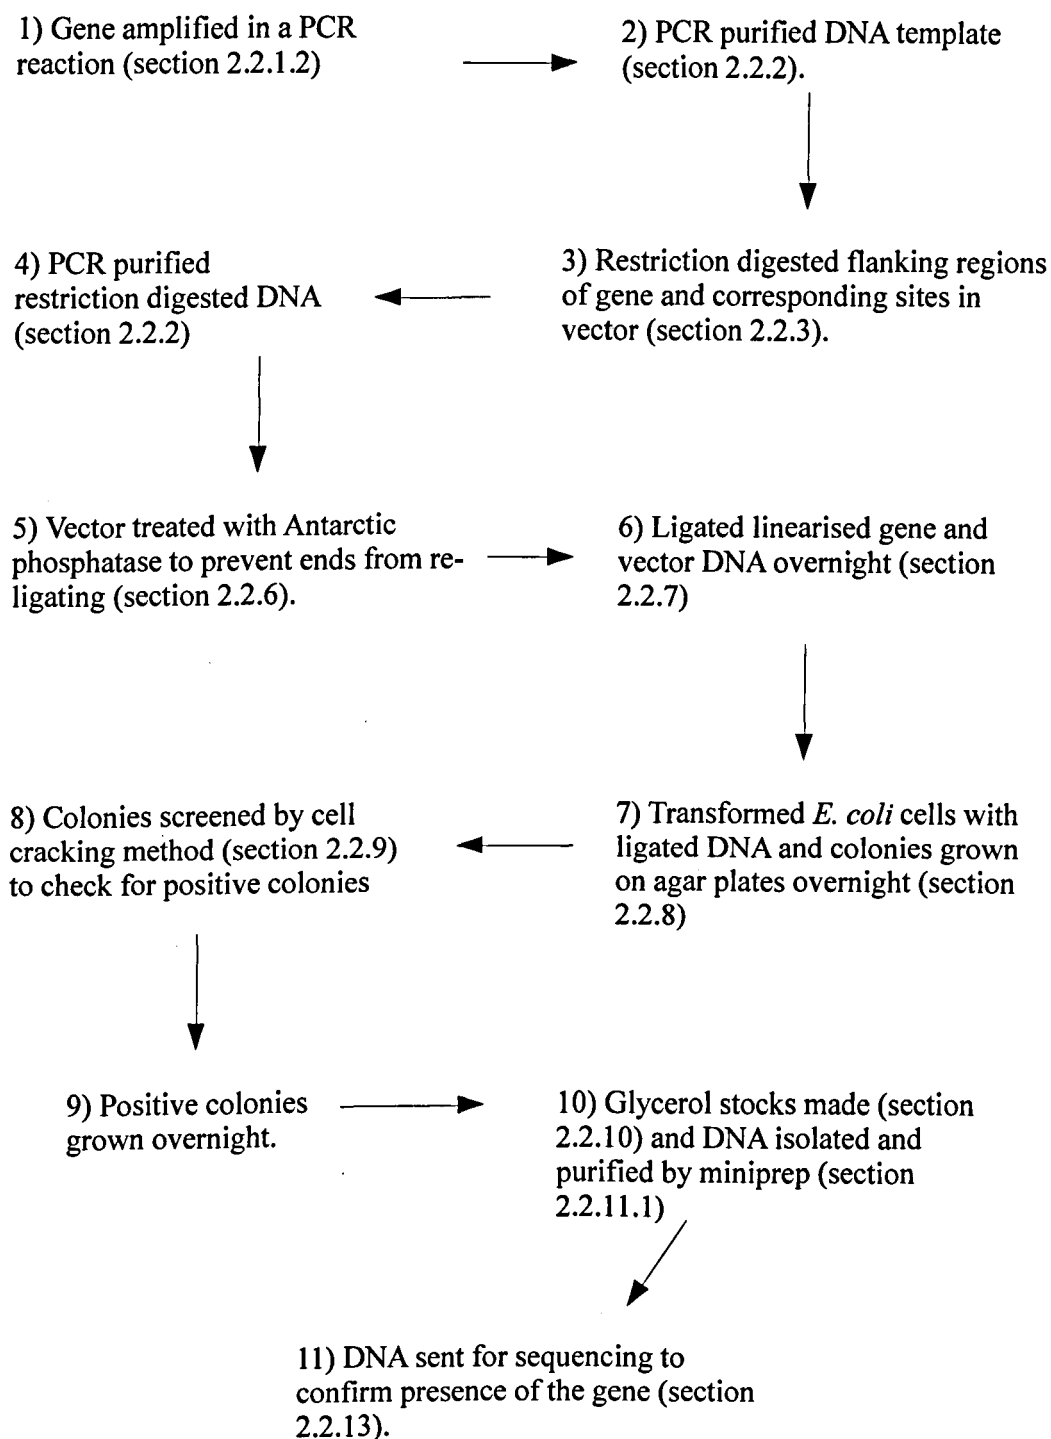 1) Gene amplified in a PCR
reaction (section 2.2.1.2)
2) PCR purified DNA template
(section 2.2.2).
3) Restriction digested flanking regions
of gene and corresponding sites in
vector (section 2.2.3).
4) PCR purified
restriction digested DNA
(section 2.2.2)
5) Vector treated with Antarctic
phosphatase to prevent ends from re-
ligating (section 2.2.6).
6) Ligated linearised gene and
vector DNA overnight (section
2.2.7)
7) Transformed E. coli cells with
ligated DNA and colonies grown
on agar plates overnight (section
2.2.8)
8) Colonies screened by cell
cracking method (section 2.2.9)
to check for positive colonies
9) Positive colonies
grown overnight.
10) Glycerol stocks made (section
2.2.10) and DNA isolated and
purified by miniprep (section
2.2.11.1)
11) DNA sent for sequencing to
confirm presence of the gene (section
2.2.13).